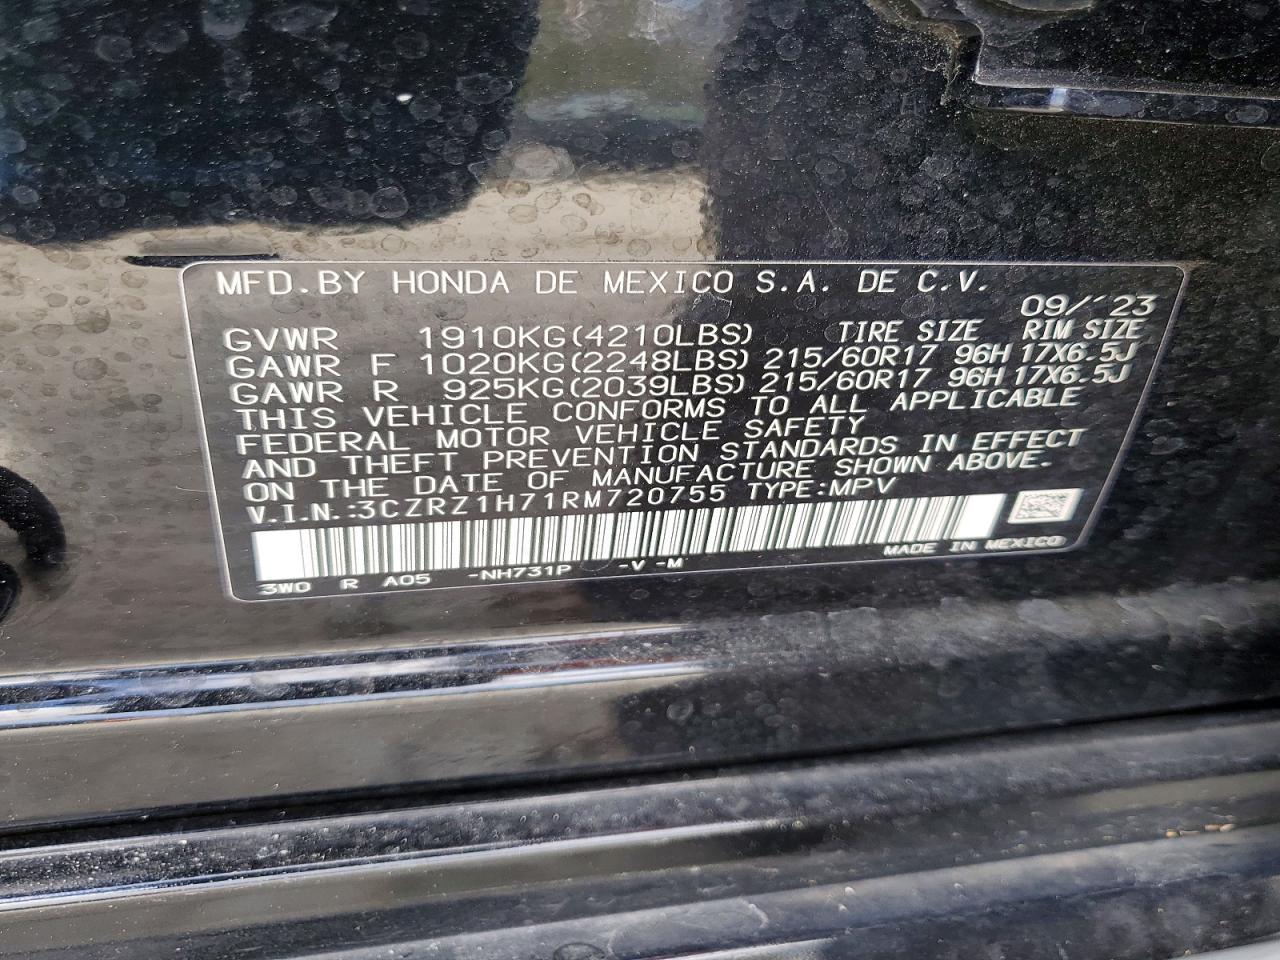 MFD.BY HONDA DE MEXICO S.A. DE C.V.
09/'23
GVWR 1910KG(4210LBS) TIRE SIZE RIM SIZE
GAWR F 1020KG(2248LBS) 215/60R17 96H 17X6.5J
GAWR R 925KG(2039LBS) 215/60R17 96H 17X6.5J
THIS VEHICLE CONFORMS TO ALL APPLICABLE
FEDERAL MOTOR VEHICLE SAFETY
AND THEFT PREVENTION STANDARDS IN EFFECT
ON THE DATE OF MANUFACTURE SHOWN ABOVE.
V.I.N.:3CZRZ1H71RM720755 TYPE:MPV
MADE IN MEXICO
3W0 R A05 -NH731P -V -M